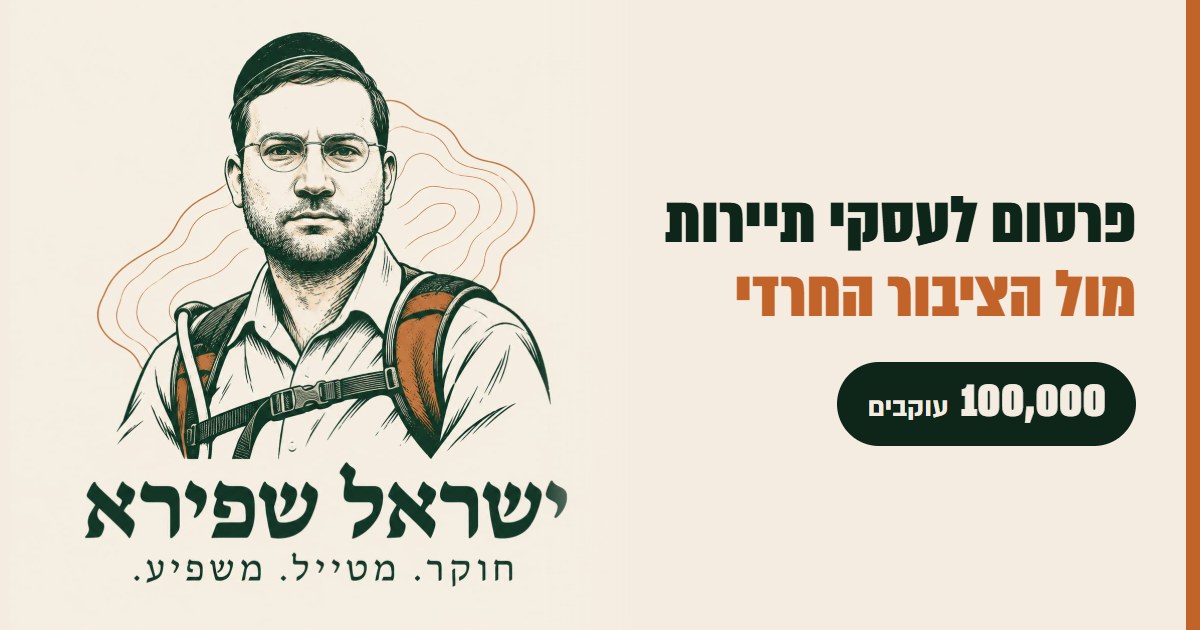 פרסום לעסקי תיירות
מול הציבור החרדי
100,000 עוקבים
ישראל שפירא
חוקר. מטייל. משפיע.